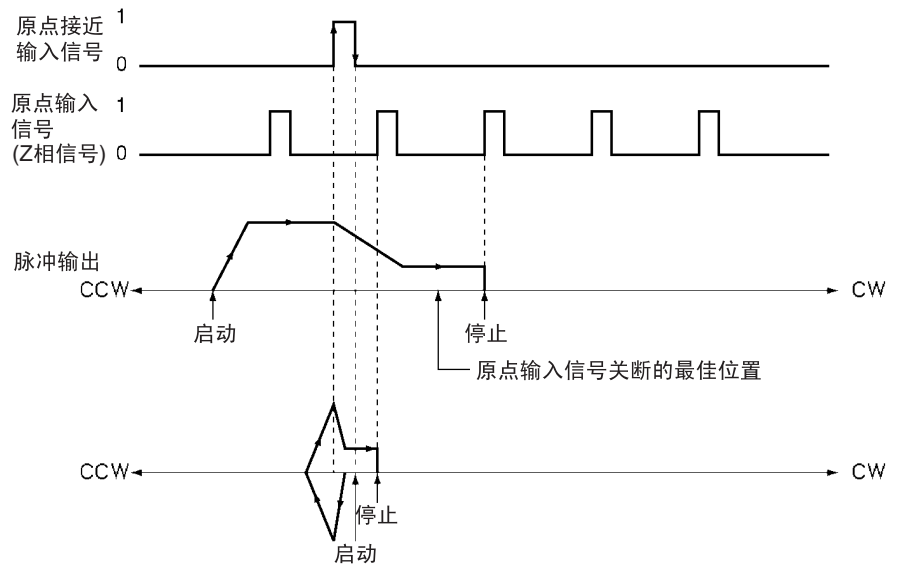 原点接近
输入信号
1
0
原点输入
信号
(Z相信号)
1
0
脉冲输出
CCW
CW
启动
停止
原点输入信号关断的最佳位置
CCW
CW
停止
启动